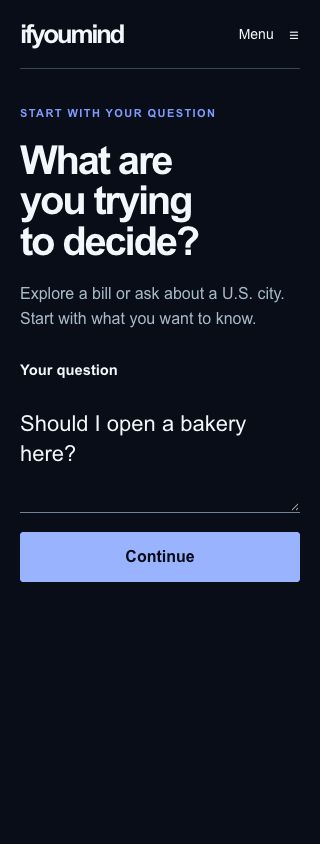 ifyoumind
Menu ≡
START WITH YOUR QUESTION
What are
you trying
to decide?
Explore a bill or ask about a U.S. city.
Start with what you want to know.
Your question
Should I open a bakery
here?
Continue